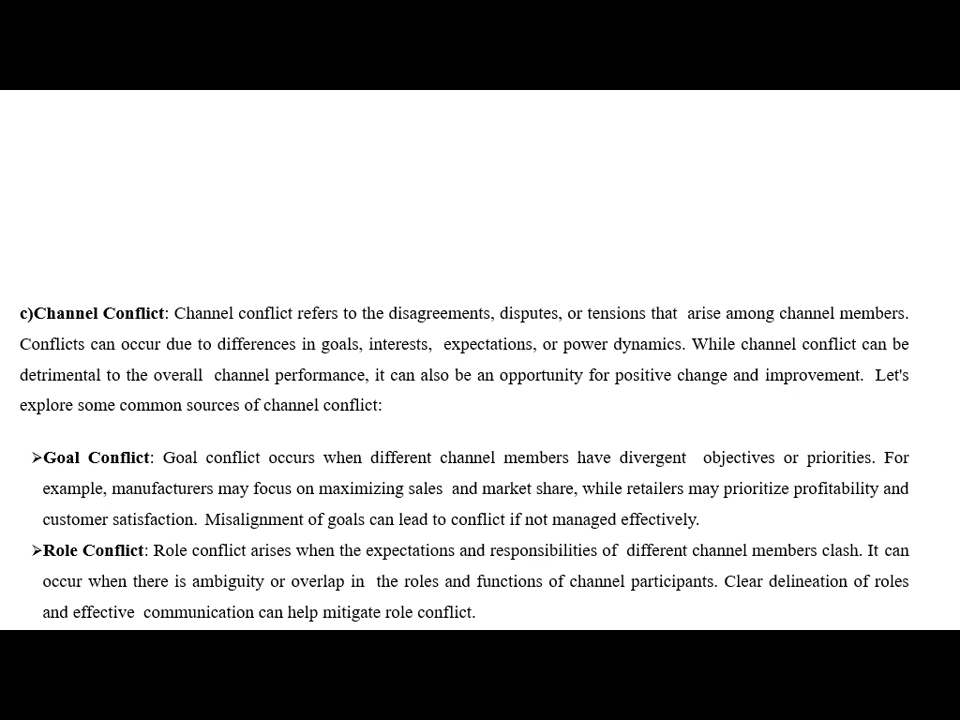 c)Channel Conflict: Channel conflict refers to the disagreements, disputes, or tensions that arise among channel members.
Conflicts can occur due to differences in goals, interests, expectations, or power dynamics. While channel conflict can be
detrimental to the overall channel performance, it can also be an opportunity for positive change and improvement. Let's
explore some common sources of channel conflict:
➢Goal Conflict: Goal conflict occurs when different channel members have divergent objectives or priorities. For
example, manufacturers may focus on maximizing sales and market share, while retailers may prioritize profitability and
customer satisfaction. Misalignment of goals can lead to conflict if not managed effectively.
➢Role Conflict: Role conflict arises when the expectations and responsibilities of different channel members clash. It can
occur when there is ambiguity or overlap in the roles and functions of channel participants. Clear delineation of roles
and effective communication can help mitigate role conflict.